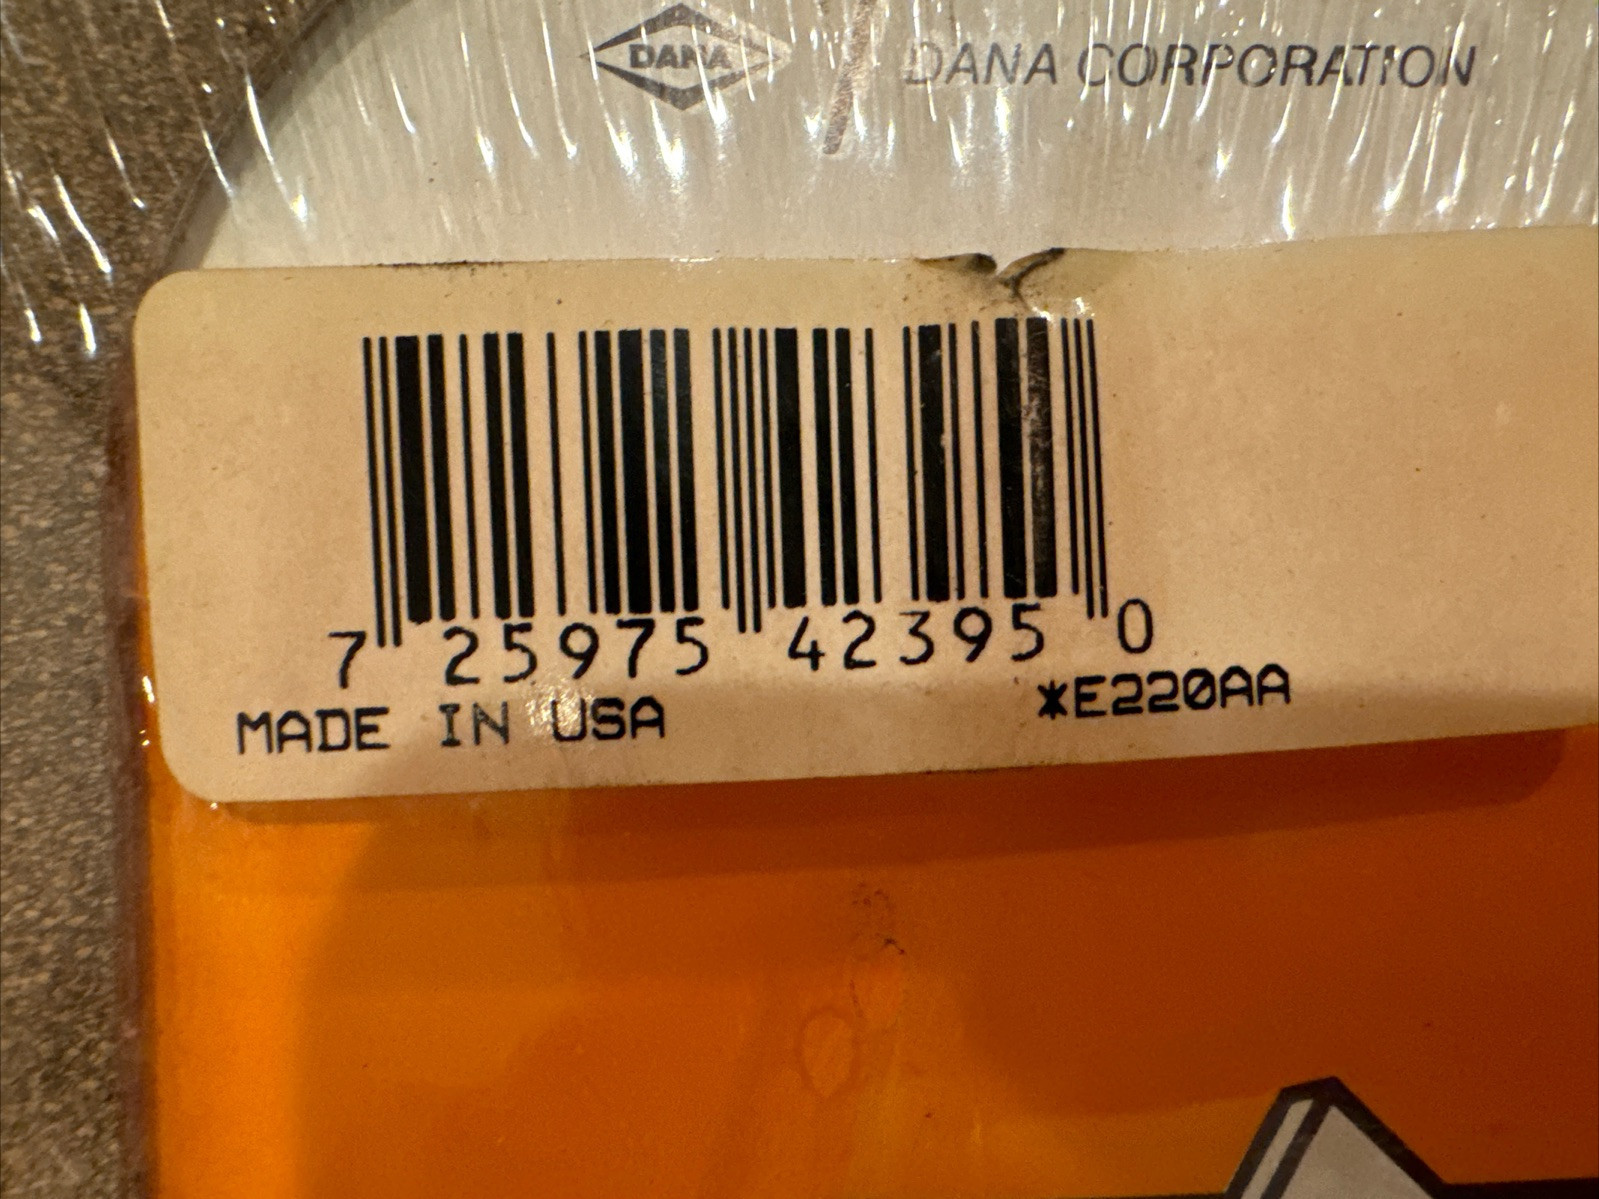 DANA DANA CORPORATION
7 25975 42395 0
MADE IN USA *E220AA